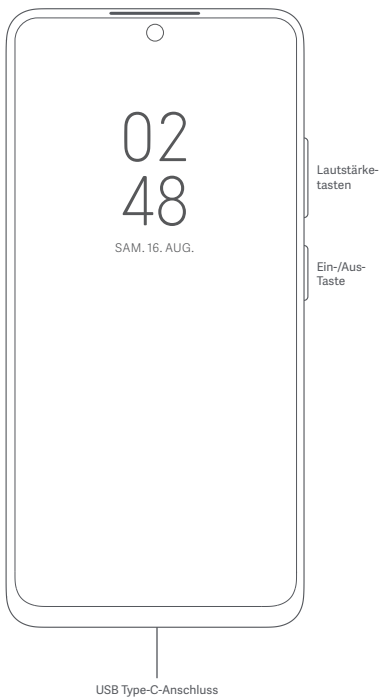 02
48
SAM. 16. AUG.
Lautstärke-
tasten
Ein-/Aus-
Taste
USB Type-C-Anschluss